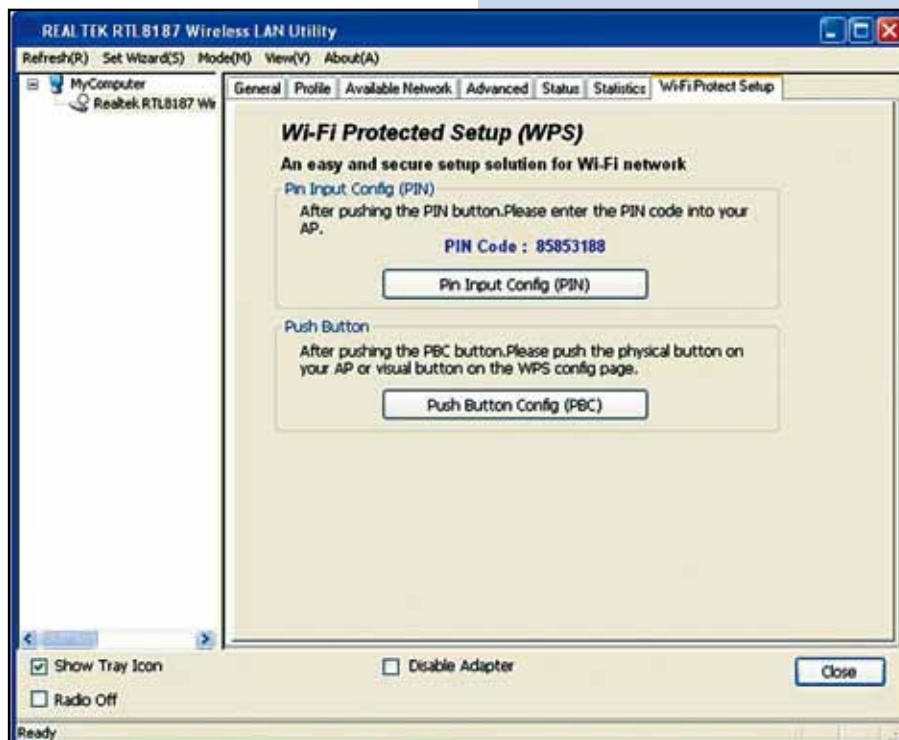 REALTEK RTL8187 Wireless LAN Utility
Refresh(R) Set Wizard(S) Mode(M) View(V) About(A)
MyComputer
Realtek RTL8187 Wir
General Profile Available Network Advanced Status Statistics Wi-Fi Protect Setup
Wi-Fi Protected Setup (WPS)
An easy and secure setup solution for Wi-Fi network
Pin Input Config (PIN)
After pushing the PIN button.Please enter the PIN code into your
AP.
PIN Code : 85853188
Pin Input Config (PIN)
Push Button
After pushing the PBC button.Please push the physical button on
your AP or visual button on the WPS config page.
Push Button Config (PBC)
Show Tray Icon
Disable Adapter
Close
Radio Off
Ready